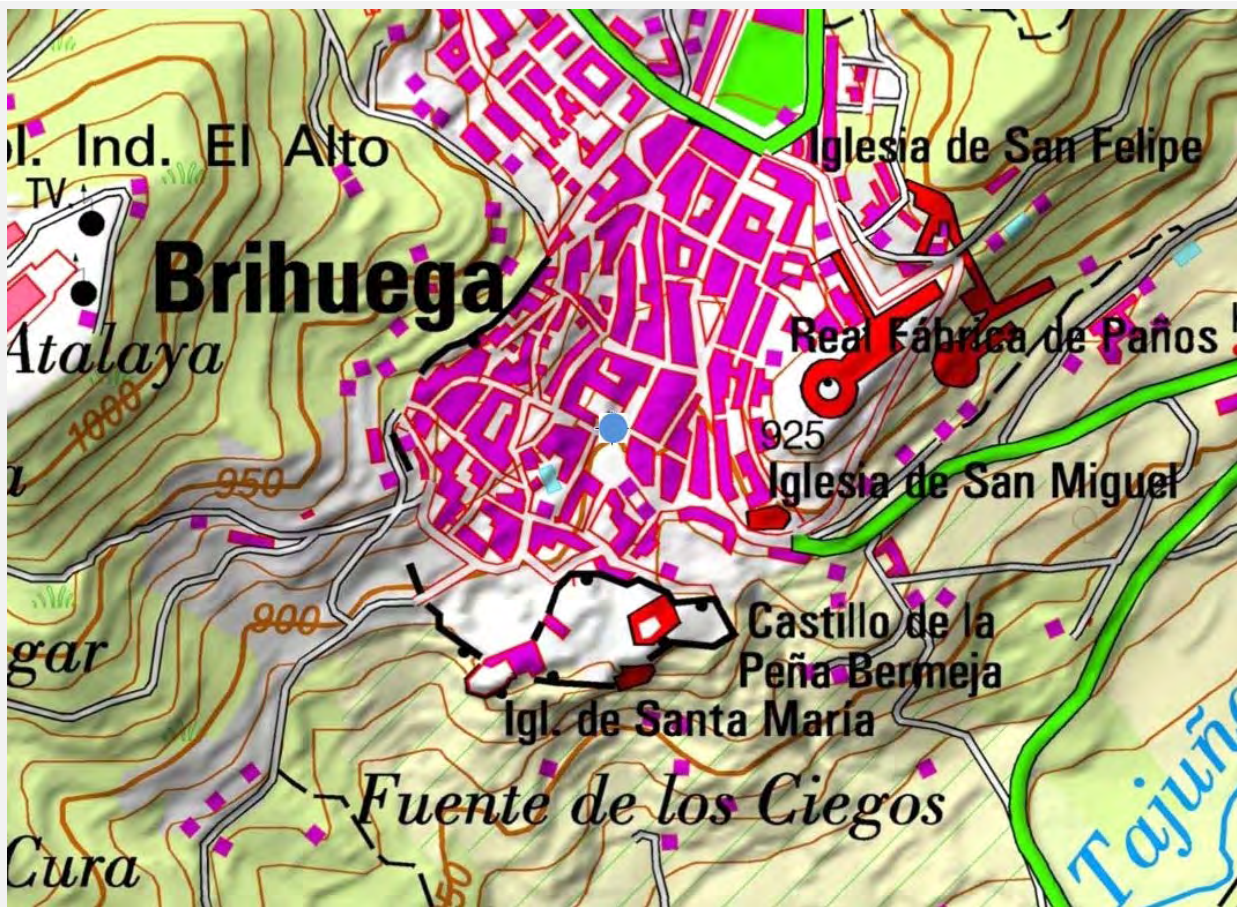 Iglesia de San Felipe
Ind. El Alto
TV.
Brihuega
Real Fábrica de Paños
Atalaya
1000
925
950
Iglesia de San Miguel
900
Castillo de la
Peña Bermeja
Igl. de Santa María
Fuente de los Ciegos
Tajuñ
Cura